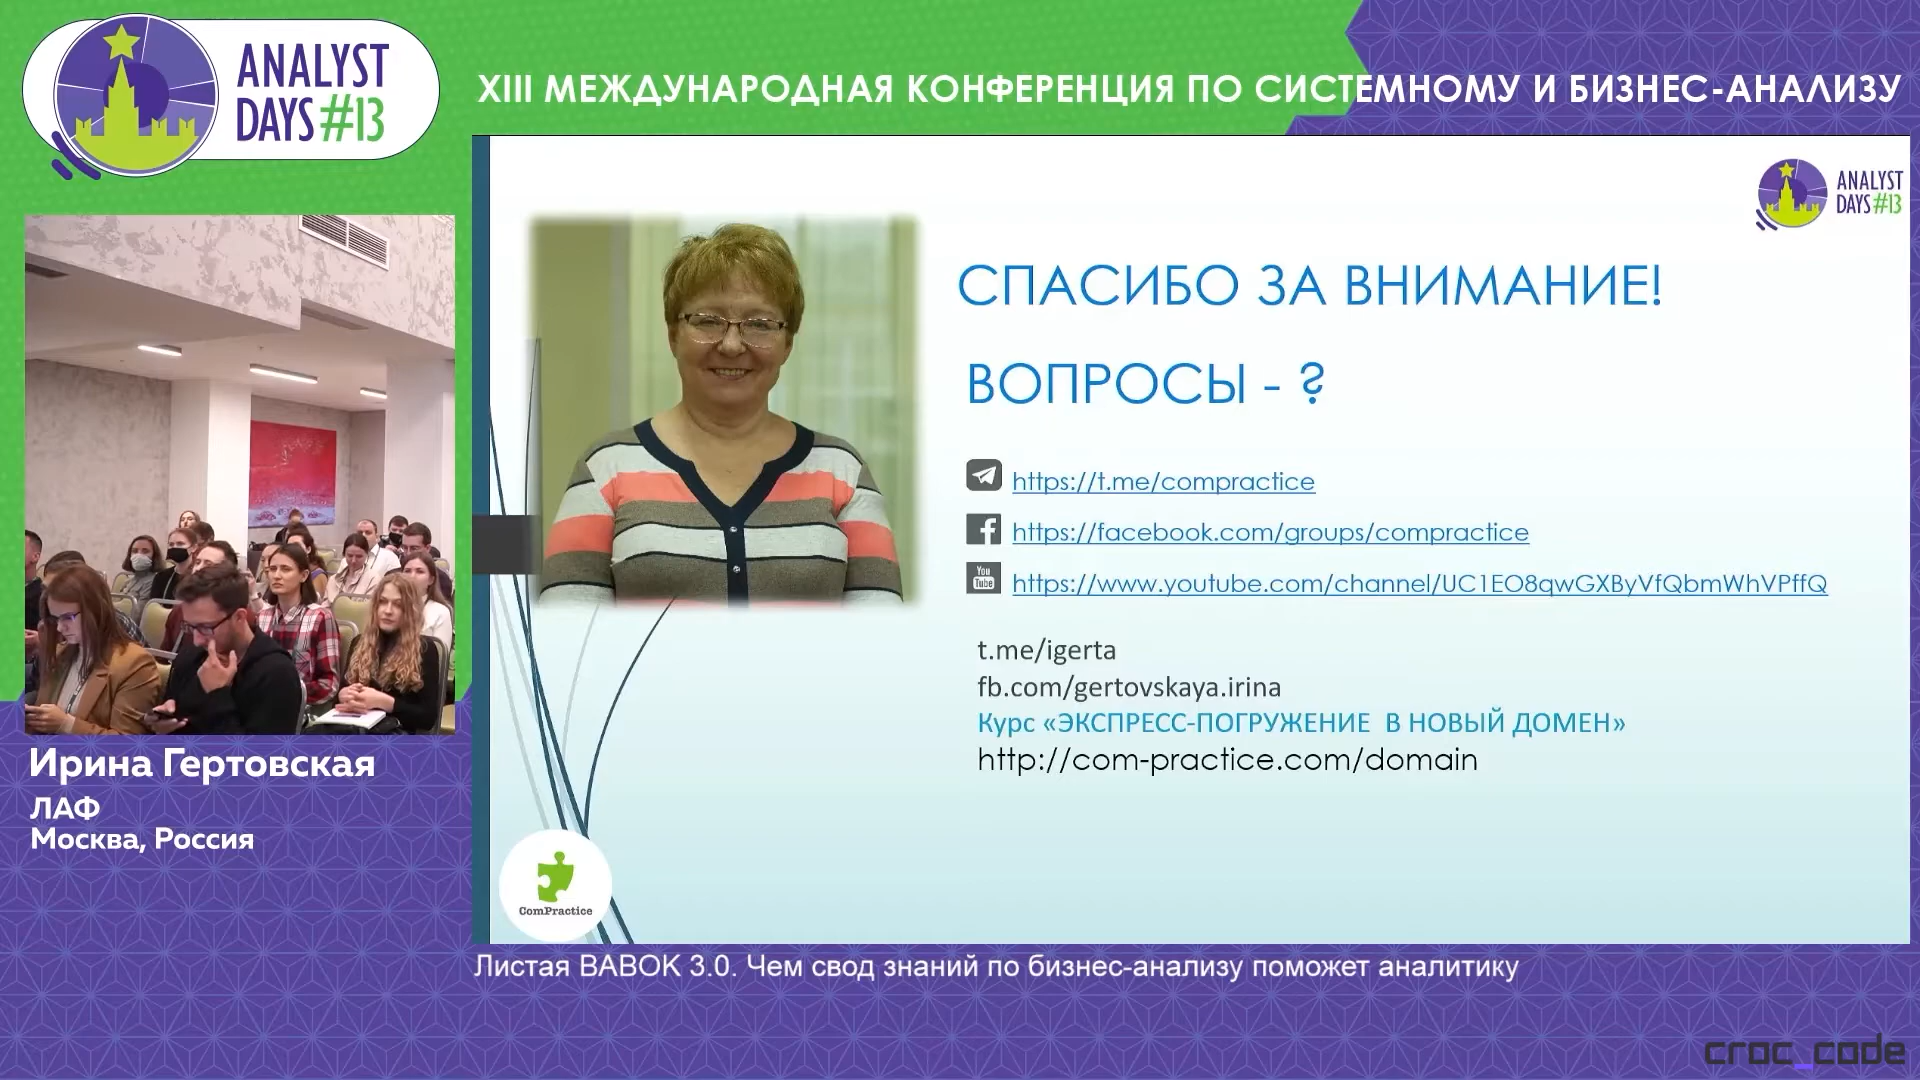 ANALYST
DAYS #13
XIII МЕЖДУНАРОДНАЯ КОНФЕРЕНЦИЯ ПО СИСТЕМНОМУ И БИЗНЕС-АНАЛИЗУ
ANALYST
DAYS #13
СПАСИБО ЗА ВНИМАНИЕ!
ВОПРОСЫ - ?
https://t.me/compractice
https://facebook.com/groups/compractice
You
Tube
https://www.youtube.com/channel/UC1EO8qwGXByVfQbmWhVPffQ
t.me/igerta
fb.com/gertovskaya.irina
Курс «ЭКСПРЕСС-ПОГРУЖЕНИЕ В НОВЫЙ ДОМЕН»
http://com-practice.com/domain
Ирина Гертовская
ЛАФ
Москва, Россия
ComPractice
Листая BABOK 3.0. Чем свод знаний по бизнес-анализу поможет аналитику
croc_code